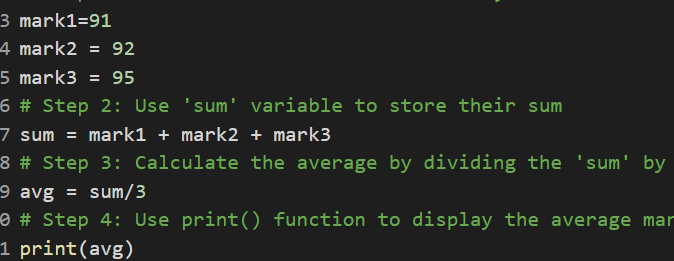 3 mark1=91
4 mark2 = 92
5 mark3 = 95
6 # Step 2: Use 'sum' variable to store their sum
7 sum = mark1 + mark2 + mark3
8 # Step 3: Calculate the average by dividing the 'sum' by
9 avg = sum/3
0 # Step 4: Use print() function to display the average mar
1 print(avg)